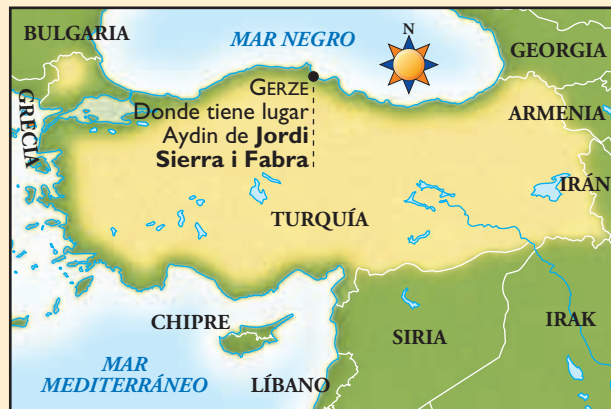 BULGARIA
MAR NEGRO
N
GEORGIA
GRECIA
GERZE
Donde tiene lugar
Aydin de Jordi
Sierra i Fabra
ARMENIA
IRÁN
TURQUÍA
CHIPRE
SIRIA
IRAK
MAR
MEDITERRÁNEO
LÍBANO